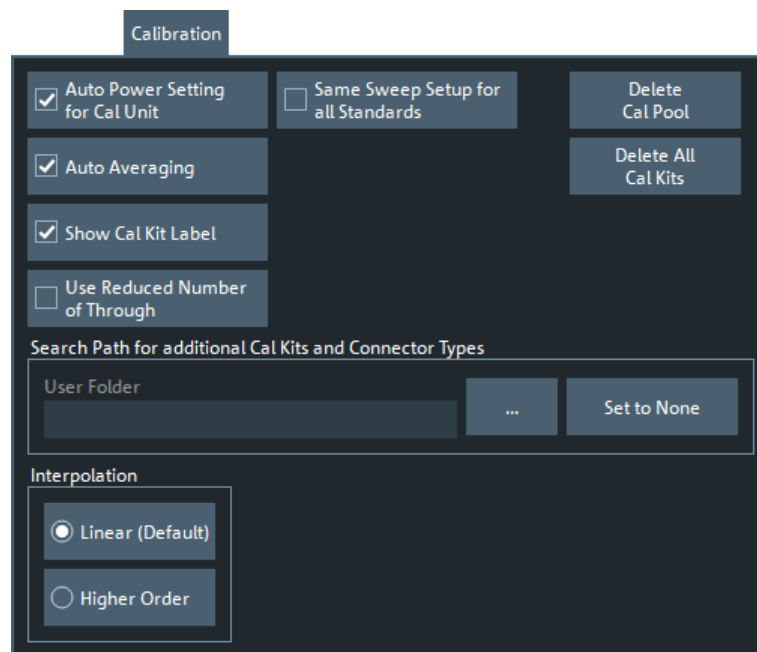 Calibration
Auto Power Setting
for Cal Unit
Same Sweep Setup for
all Standards
Delete
Cal Pool
Auto Averaging
Delete All
Cal Kits
Show Cal Kit Label
Use Reduced Number
of Through
Search Path for additional Cal Kits and Connector Types
User Folder
...
Set to None
Interpolation
Linear (Default)
Higher Order